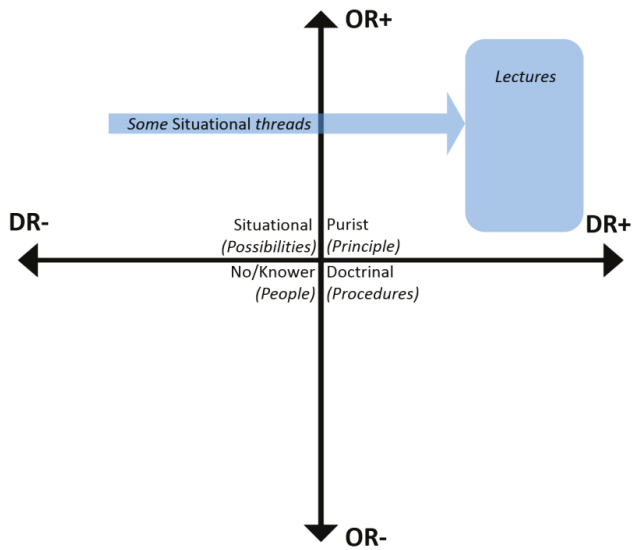 OR+
Lectures
Some Situational threads
DR-
DR+
Situational
(Possibilities)
Purist
(Principle)
No/Knower
(People)
Doctrinal
(Procedures)
OR-